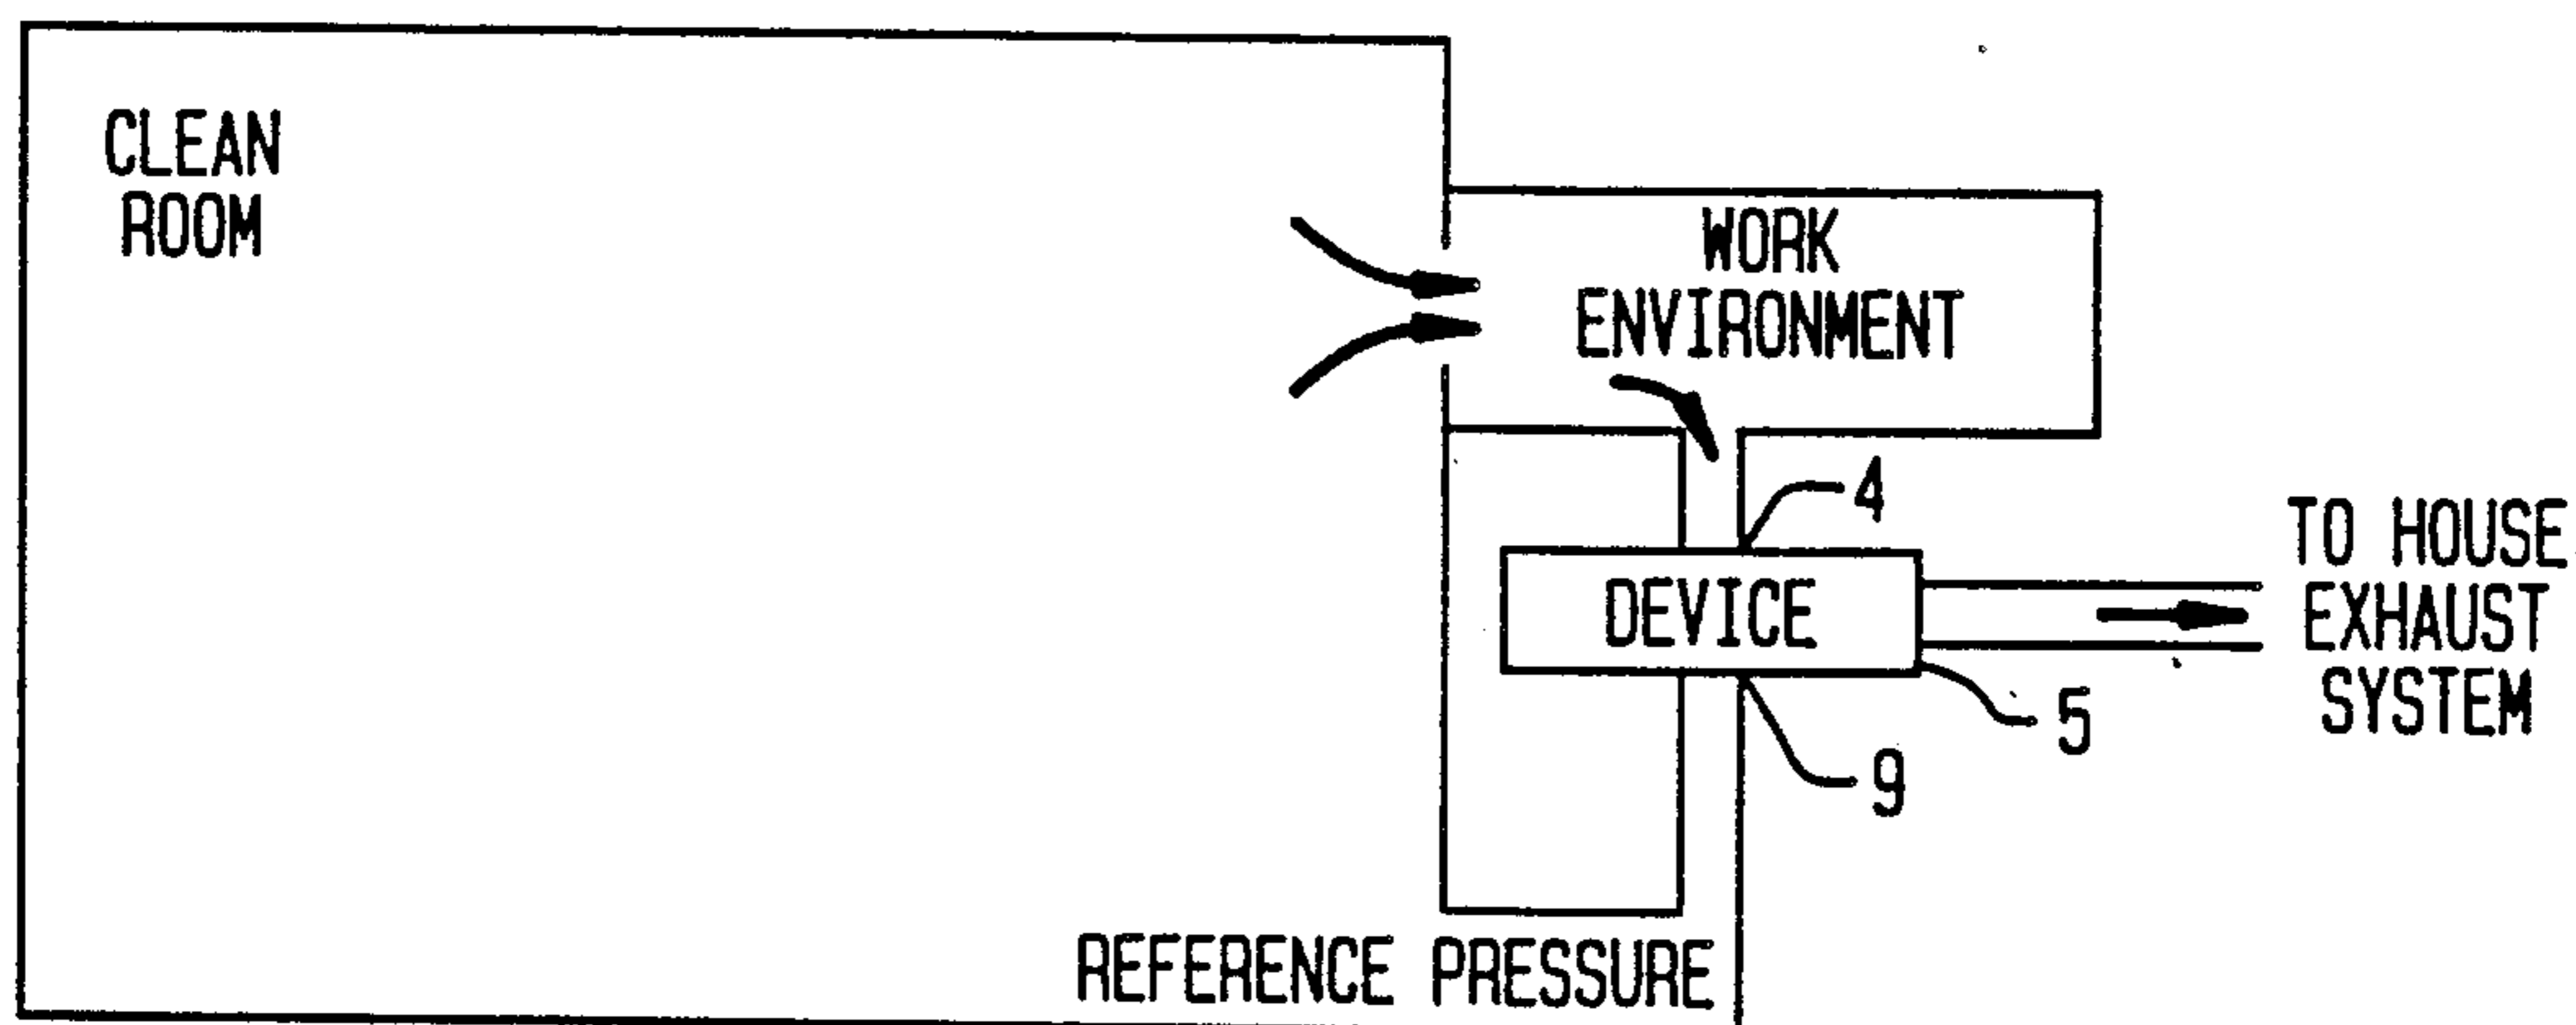 CLEAN
ROOM
WORK
ENVIRONMENT
4
DEVICE
TO HOUSE
EXHAUST
SYSTEM
5
9
REFERENCE PRESSURE